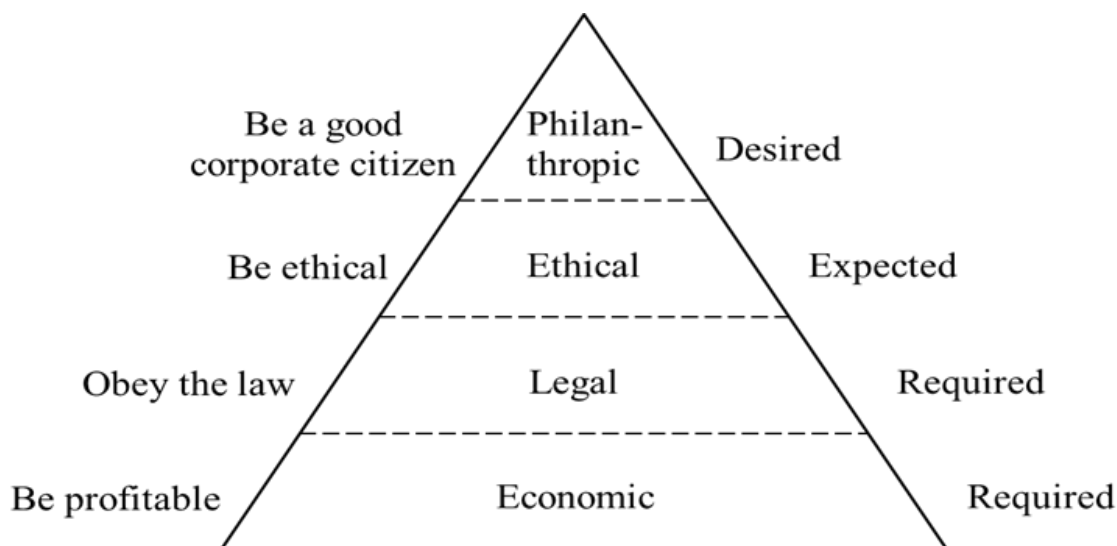 Be a good
corporate citizen
Philan-
thropic
Desired
Be ethical
Ethical
Expected
Obey the law
Legal
Required
Be profitable
Economic
Required